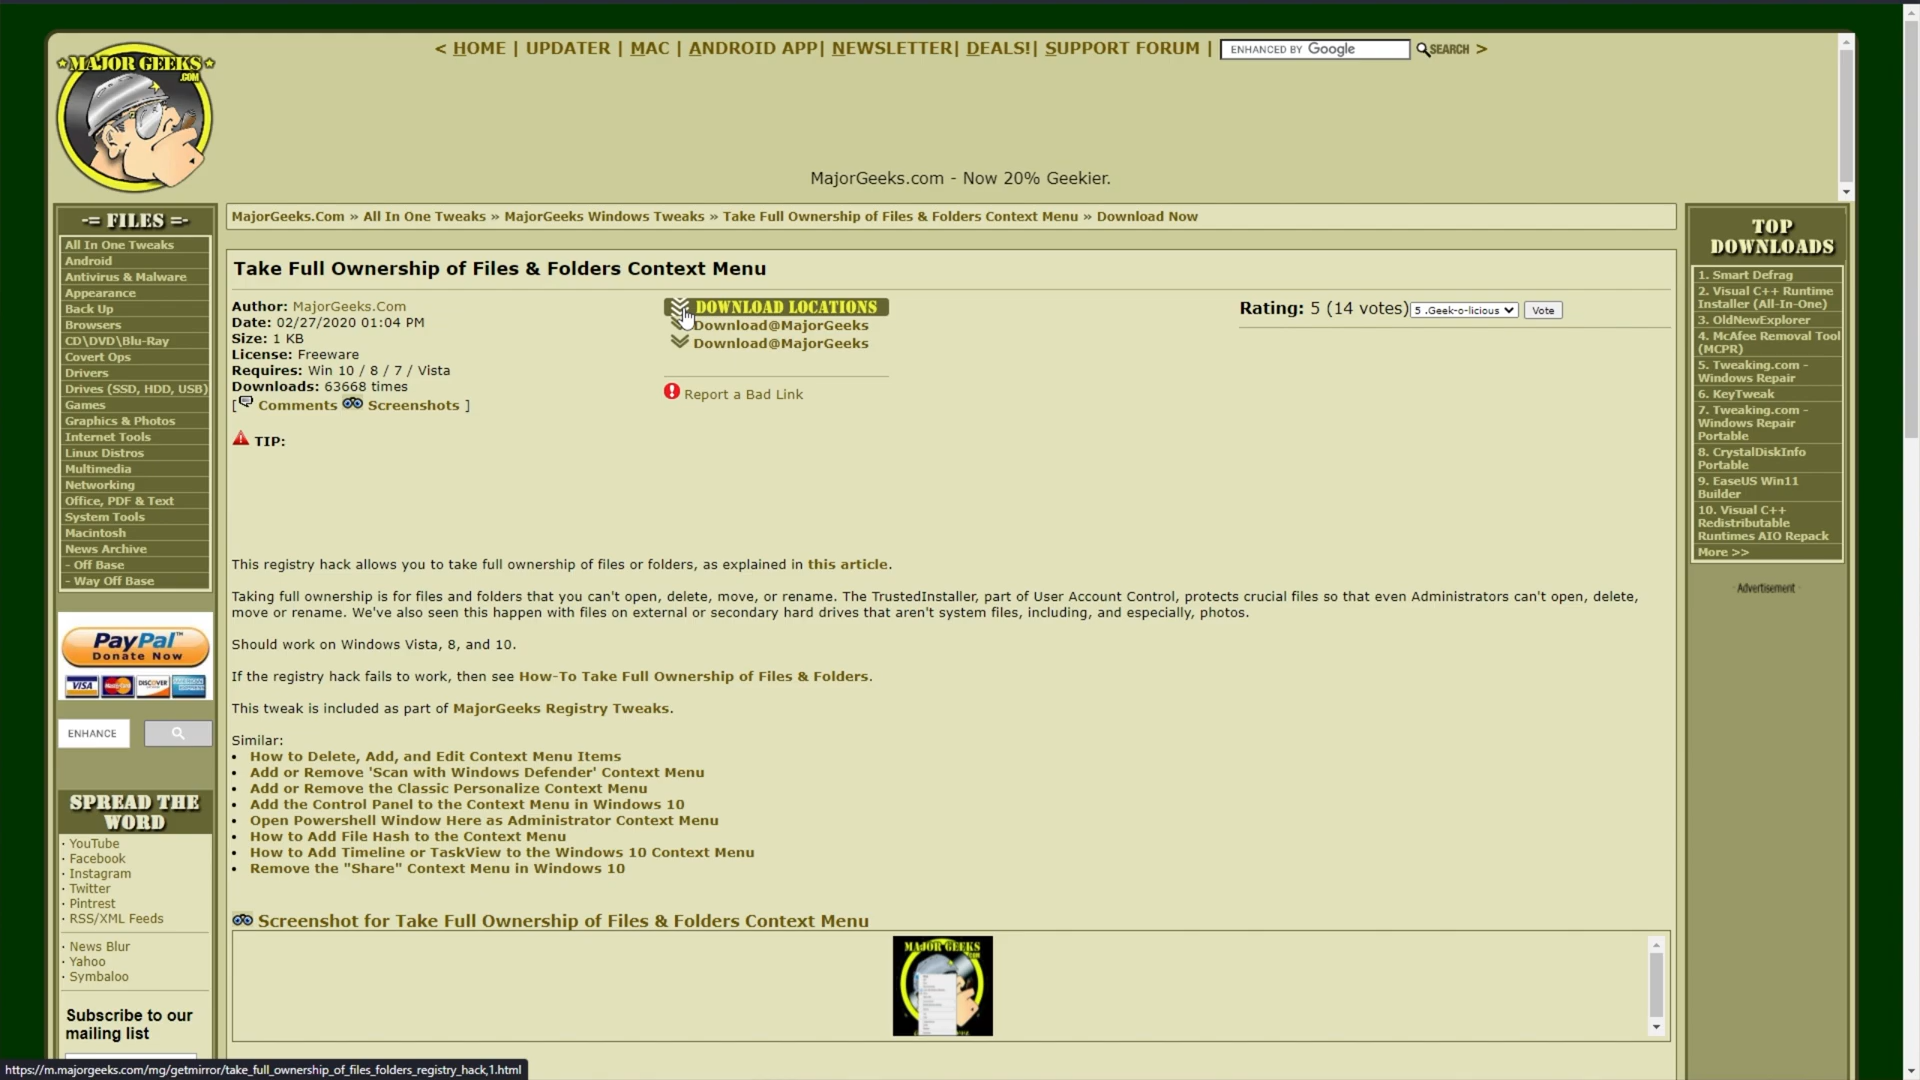 MAJOR GEEKS
.COM
< HOME | UPDATER | MAC | ANDROID APP| NEWSLETTER| DEALS!| SUPPORT FORUM | ENHANCED BY Google SEARCH >
MajorGeeks.com - Now 20% Geekier.
-= FILES =-
All In One Tweaks
Android
Antivirus & Malware
Appearance
Back Up
Browsers
CD\DVD\Blu-Ray
Covert Ops
Drivers
Drives (SSD, HDD, USB)
Games
Graphics & Photos
Internet Tools
Linux Distros
Multimedia
Networking
Office, PDF & Text
System Tools
Macintosh
News Archive
- Off Base
- Way Off Base
PayPal™
Donate Now
VISA MasterCard DISCOVER
ENHANCE
SPREAD THE
WORD
· YouTube
· Facebook
· Instagram
· Twitter
· Pintrest
· RSS/XML Feeds
· News Blur
· Yahoo
· Symbaloo
Subscribe to our
mailing list
MajorGeeks.Com » All In One Tweaks » MajorGeeks Windows Tweaks » Take Full Ownership of Files & Folders Context Menu » Download Now
Take Full Ownership of Files & Folders Context Menu
Author: MajorGeeks.Com
Date: 02/27/2020 01:04 PM
Size: 1 KB
License: Freeware
Requires: Win 10 / 8 / 7 / Vista
Downloads: 63668 times
[ Comments Screenshots ]
TIP:
DOWNLOAD LOCATIONS
Download@MajorGeeks
Download@MajorGeeks
Report a Bad Link
Rating: 5 (14 votes) 5 .Geek-o-licious Vote
This registry hack allows you to take full ownership of files or folders, as explained in this article.
Taking full ownership is for files and folders that you can't open, delete, move, or rename. The TrustedInstaller, part of User Account Control, protects crucial files so that even Administrators can't open, delete,
move or rename. We've also seen this happen with files on external or secondary hard drives that aren't system files, including, and especially, photos.
Should work on Windows Vista, 8, and 10.
If the registry hack fails to work, then see How-To Take Full Ownership of Files & Folders.
This tweak is included as part of MajorGeeks Registry Tweaks.
Similar:
• How to Delete, Add, and Edit Context Menu Items
• Add or Remove 'Scan with Windows Defender' Context Menu
• Add or Remove the Classic Personalize Context Menu
• Add the Control Panel to the Context Menu in Windows 10
• Open Powershell Window Here as Administrator Context Menu
• How to Add File Hash to the Context Menu
• How to Add Timeline or TaskView to the Windows 10 Context Menu
• Remove the "Share" Context Menu in Windows 10
Screenshot for Take Full Ownership of Files & Folders Context Menu
MAJOR GEEKS
.COM
TOP
DOWNLOADS
1. Smart Defrag
2. Visual C++ Runtime
Installer (All-In-One)
3. OldNewExplorer
4. McAfee Removal Tool
(MCPR)
5. Tweaking.com -
Windows Repair
6. KeyTweak
7. Tweaking.com -
Windows Repair
Portable
8. CrystalDiskInfo
Portable
9. EaseUS Win11
Builder
10. Visual C++
Redistributable
Runtimes AIO Repack
More >>
- Advertisement -
https://m.majorgeeks.com/mg/getmirror/take_full_ownership_of_files_folders_registry_hack,1.html